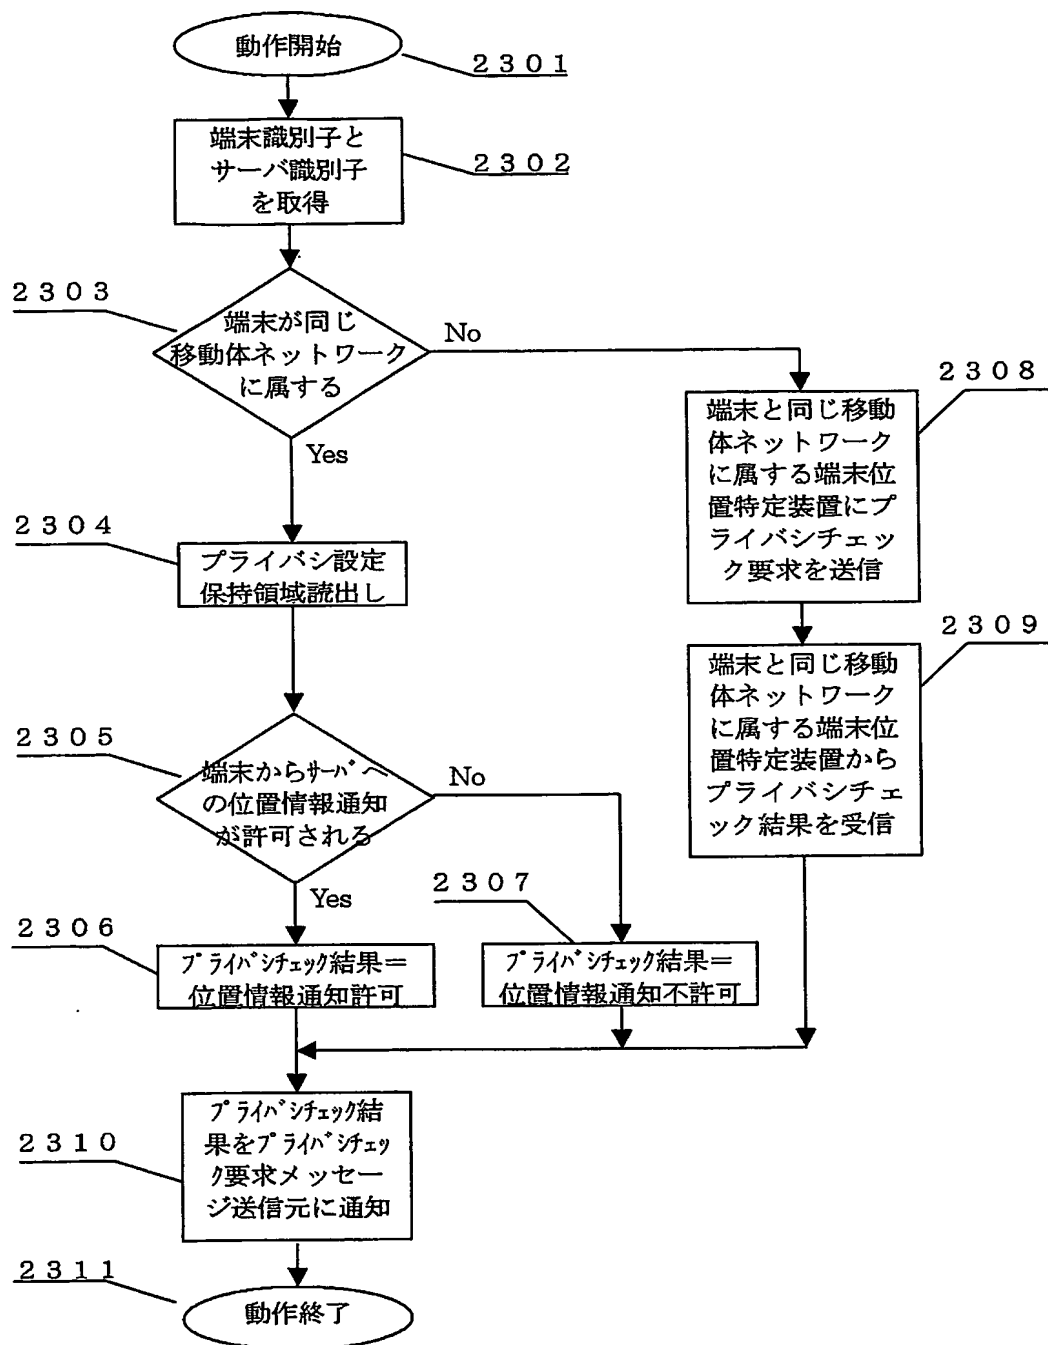 動作開始
２３０１
端末識別子と
サーバ識別子
を取得
２３０２
２３０３
端末が同じ
移動体ネットワーク
に属する
No
Yes
２３０８
端末と同じ移動
体ネットワーク
に属する端末位
置特定装置にプ
ライバシチェッ
ク要求を送信
２３０４
プライバシ設定
保持領域読出し
２３０９
端末と同じ移動
体ネットワーク
に属する端末位
置特定装置から
プライバシチェ
ック結果を受信
２３０５
端末からｻｰﾊﾞへ
の位置情報通知
が許可される
No
Yes
２３０６
ﾌﾟﾗｲﾊﾞｼﾁｪｯｸ結果＝
位置情報通知許可
２３０７
ﾌﾟﾗｲﾊﾞｼﾁｪｯｸ結果＝
位置情報通知不許可
２３１０
ﾌﾟﾗｲﾊﾞｼﾁｪｯｸ結
果をﾌﾟﾗｲﾊﾞｼﾁｪｯ
ｸ要求メッセー
ジ送信元に通知
２３１１
動作終了